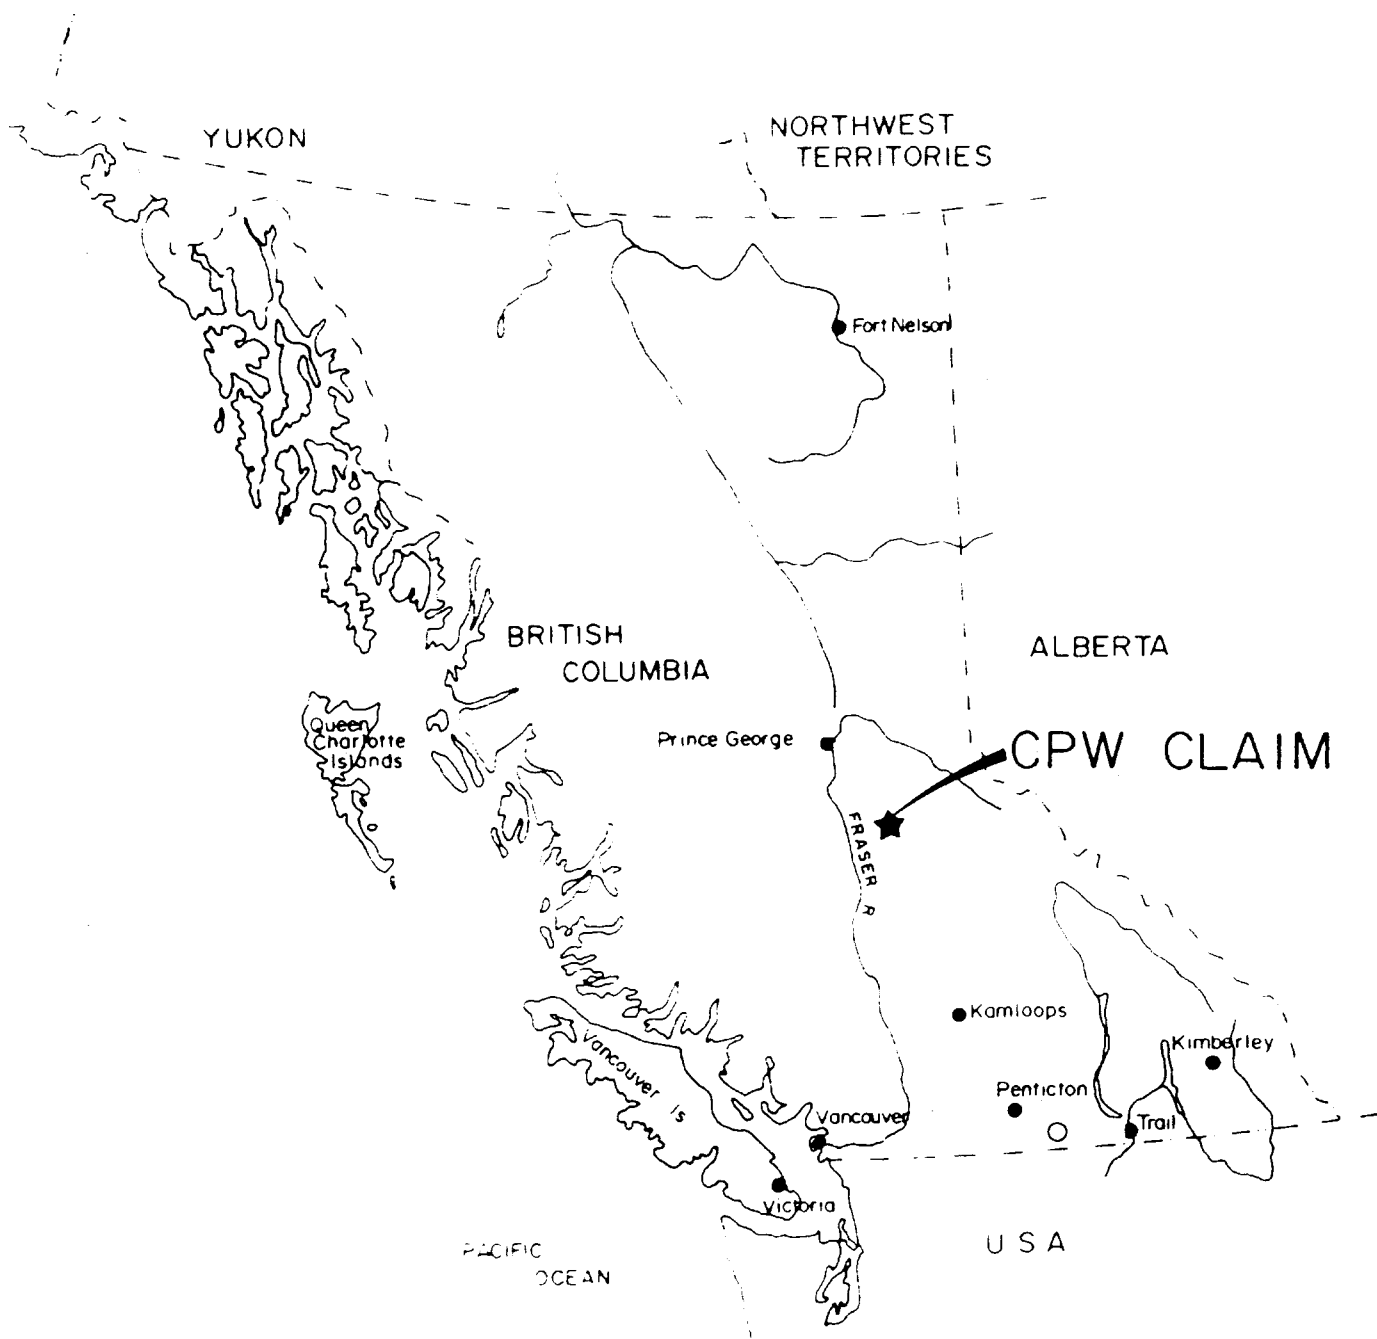 YUKON
NORTHWEST
TERRITORIES
Fort Nelson
BRITISH
COLUMBIA
ALBERTA
Queen
Charlotte
Islands
Prince George
CPW CLAIM
FRASER R
Kamloops
Vancouver Is
Kimberley
Penticton
Vancouver
Trail
Victoria
PACIFIC
OCEAN
USA